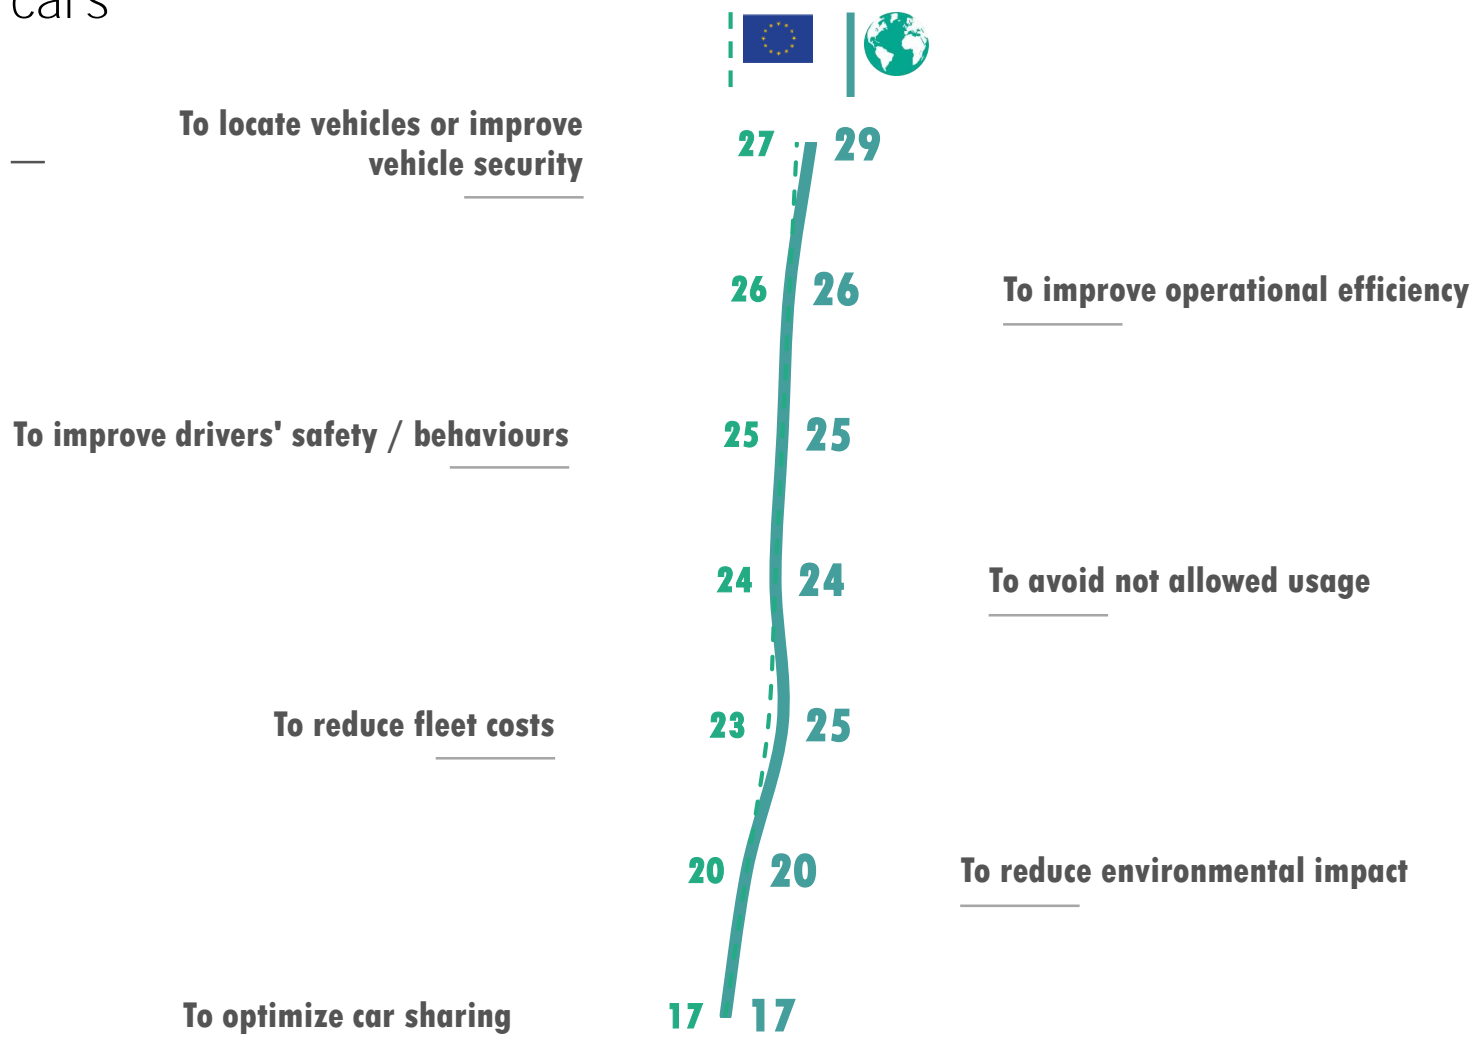 cars
To locate vehicles or improve
vehicle security
27 29
26 26 To improve operational efficiency
To improve drivers' safety / behaviours 25 25
24 24 To avoid not allowed usage
To reduce fleet costs 23 25
20 20 To reduce environmental impact
To optimize car sharing 17 17